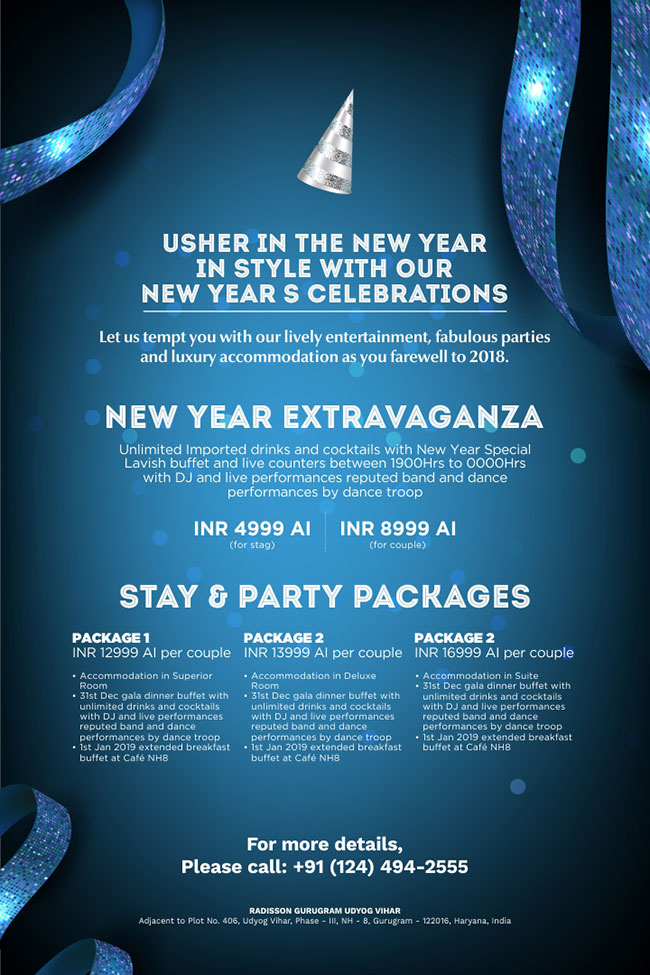 USHER IN THE NEW YEAR
IN STYLE WITH OUR
NEW YEAR S CELEBRATIONS
Let us tempt you with our lively entertainment, fabulous parties
and luxury accommodation as you farewell to 2018.
NEW YEAR EXTRAVAGANZA
Unlimited Imported drinks and cocktails with New Year Special
Lavish buffet and live counters between 1900Hrs to 0000Hrs
with DJ and live performances reputed band and dance
performances by dance troop
INR 4999 AI
(for stag)
INR 8999 AI
(for couple)
STAY & PARTY PACKAGES
PACKAGE 1
INR 12999 AI per couple
• Accommodation in Superior
Room
• 31st Dec gala dinner buffet with
unlimited drinks and cocktails
with DJ and live performances
reputed band and dance
performances by dance troop
• 1st Jan 2019 extended breakfast
buffet at Café NH8
PACKAGE 2
INR 13999 AI per couple
• Accommodation in Deluxe
Room
• 31st Dec gala dinner buffet with
unlimited drinks and cocktails
with DJ and live performances
reputed band and dance
performances by dance troop
• 1st Jan 2019 extended breakfast
buffet at Café NH8
PACKAGE 2
INR 16999 AI per couple
• Accommodation in Suite
• 31st Dec gala dinner buffet with
unlimited drinks and cocktails
with DJ and live performances
reputed band and dance
performances by dance troop
• 1st Jan 2019 extended breakfast
buffet at Café NH8
For more details,
Please call: +91 (124) 494-2555
RADISSON GURUGRAM UDYOG VIHAR
Adjacent to Plot No. 406, Udyog Vihar, Phase - III, NH - 8, Gurugram - 122016, Haryana, India